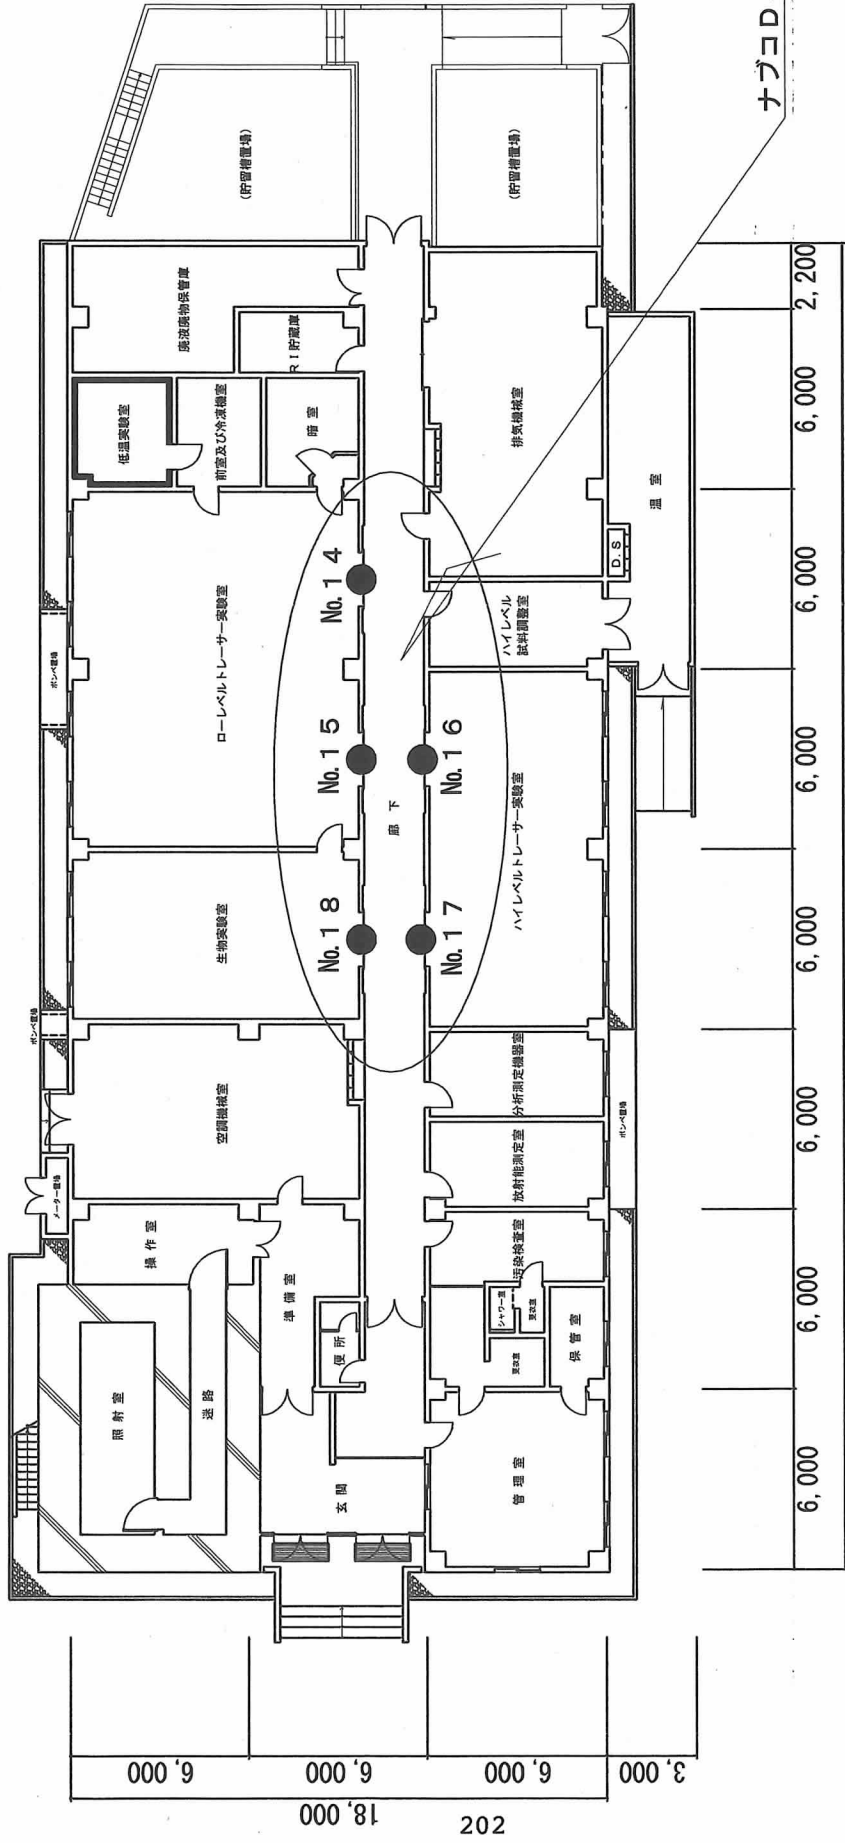 ナブコD
(貯留槽置場)
(貯留槽置場)
廃液廃物保管庫
RI貯蔵庫
低温実験室
前室及び冷凍機室
暗室
排気機械室
温室
D.S
ローレベルトレーサー実験室
ハイレベル
試料調整室
ボンベ置場
No.14
No.15
No.16
廊下
ハイレベルトレーサー実験室
生物実験室
No.18
No.17
ボンベ置場
空調機械室
分析測定機器室
放射能測定室
ボンベ置場
メーター置場
操作室
準備室
汚染検査室
シャワー室
更衣室
更衣室
保管室
便所
照射室
迷路
玄関
管理室
2,200
6,000
6,000
6,000
6,000
6,000
6,000
6,000
6,000
6,000
6,000
3,000
18,000
202